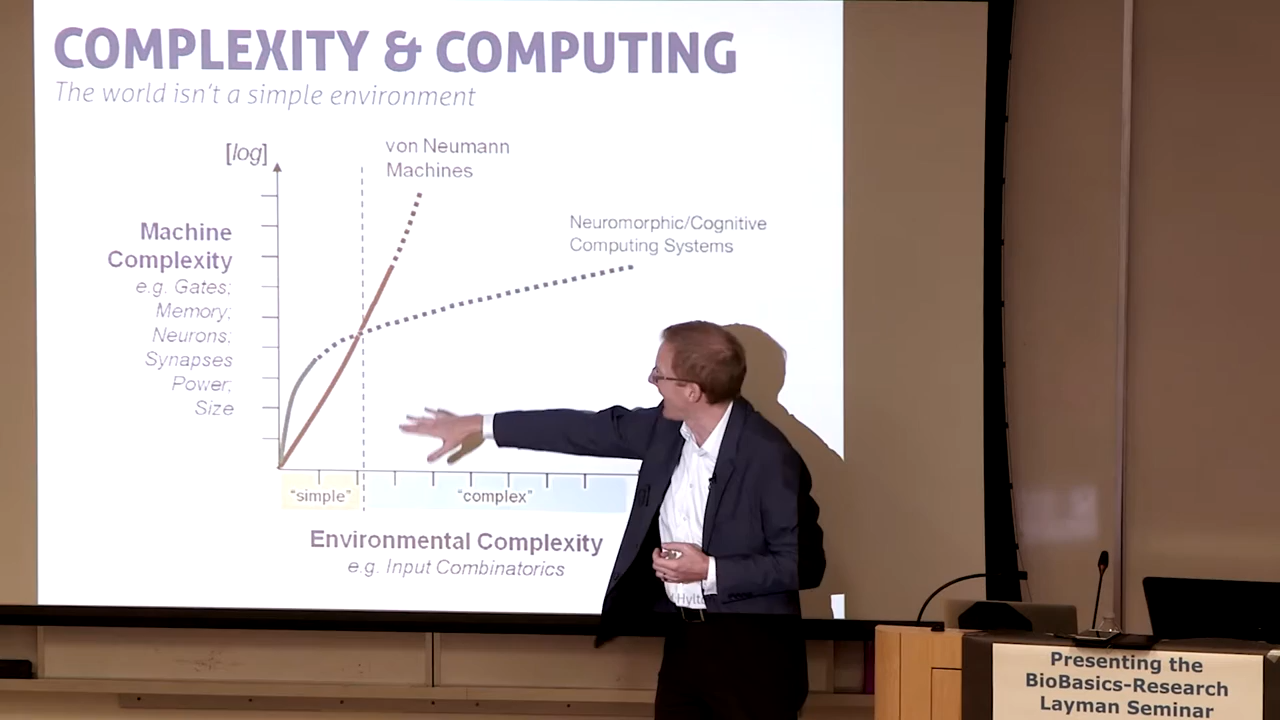 COMPLEXITY & COMPUTING
The world isn't a simple environment
[log]
von Neumann
Machines
Neuromorphic/Cognitive
Computing Systems
Machine
Complexity
e.g. Gates;
Memory;
Neurons;
Synapses
Power;
Size
"simple"
"complex"
Environmental Complexity
e.g. Input Combinatorics
Presenting the
BioBasics-Research
Layman Seminar